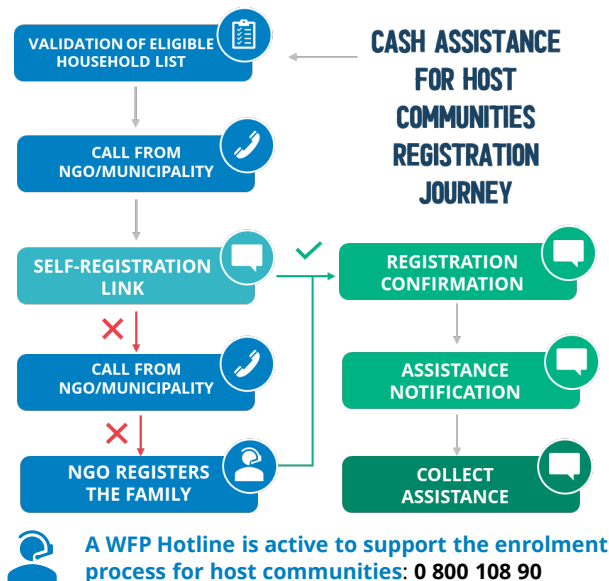 CASH ASSISTANCE
FOR HOST
COMMUNITIES
REGISTRATION
JOURNEY
VALIDATION OF ELIGIBLE
HOUSEHOLD LIST
CALL FROM
NGO/MUNICIPALITY
SELF-REGISTRATION
LINK
CALL FROM
NGO/MUNICIPALITY
NGO REGISTERS
THE FAMILY
REGISTRATION
CONFIRMATION
ASSISTANCE
NOTIFICATION
COLLECT
ASSISTANCE
A WFP Hotline is active to support the enrolment
process for host communities: 0 800 108 90